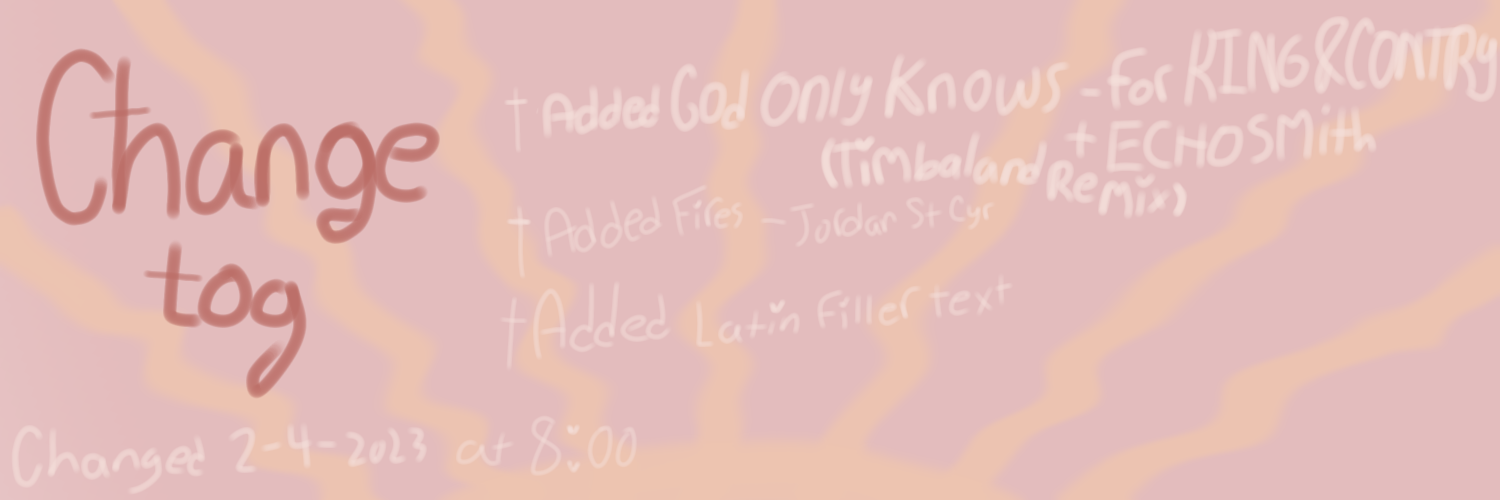 Change
tog
† Added God Only Knows - for KING & CONTRY
+ ECHOSMith
(Timbaland Remix)
† Added Fires - Jordan St Cyr
† Added Latin Filler text
Changed 2-4-2023 at 8:00